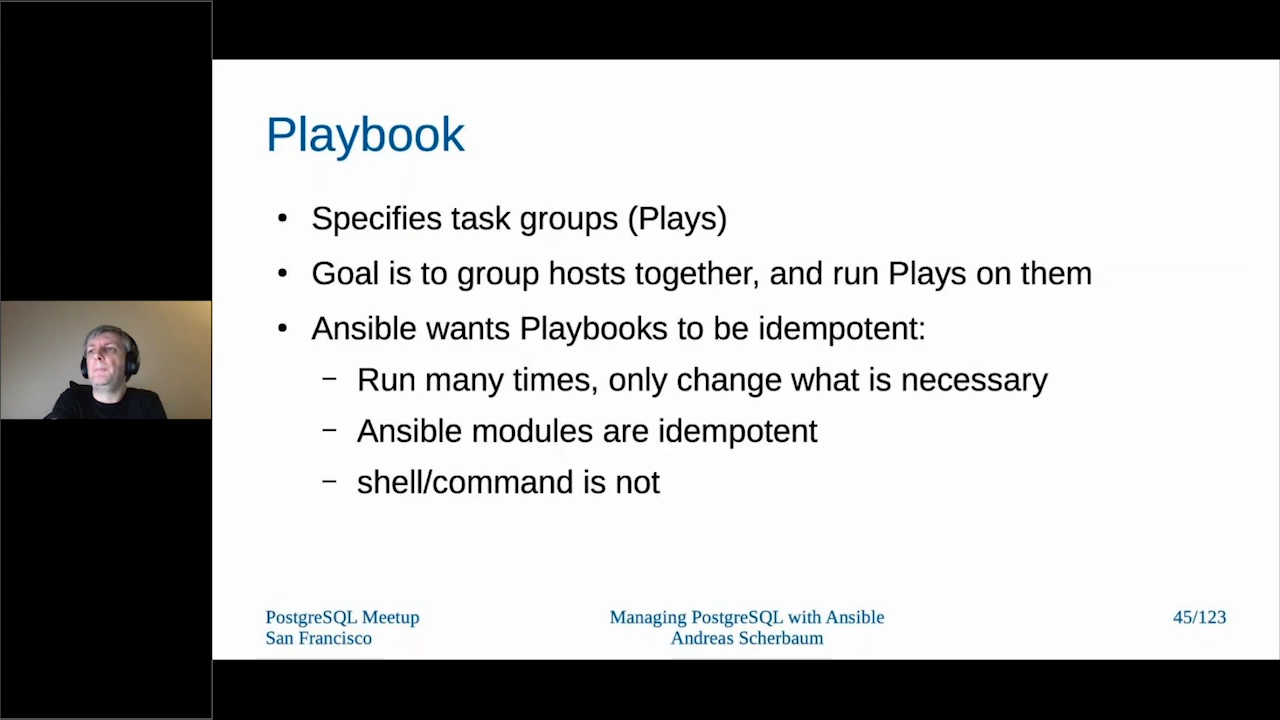 Playbook
• Specifies task groups (Plays)
• Goal is to group hosts together, and run Plays on them
• Ansible wants Playbooks to be idempotent:
– Run many times, only change what is necessary
– Ansible modules are idempotent
– shell/command is not
PostgreSQL Meetup
San Francisco
Managing PostgreSQL with Ansible
Andreas Scherbaum
45/123